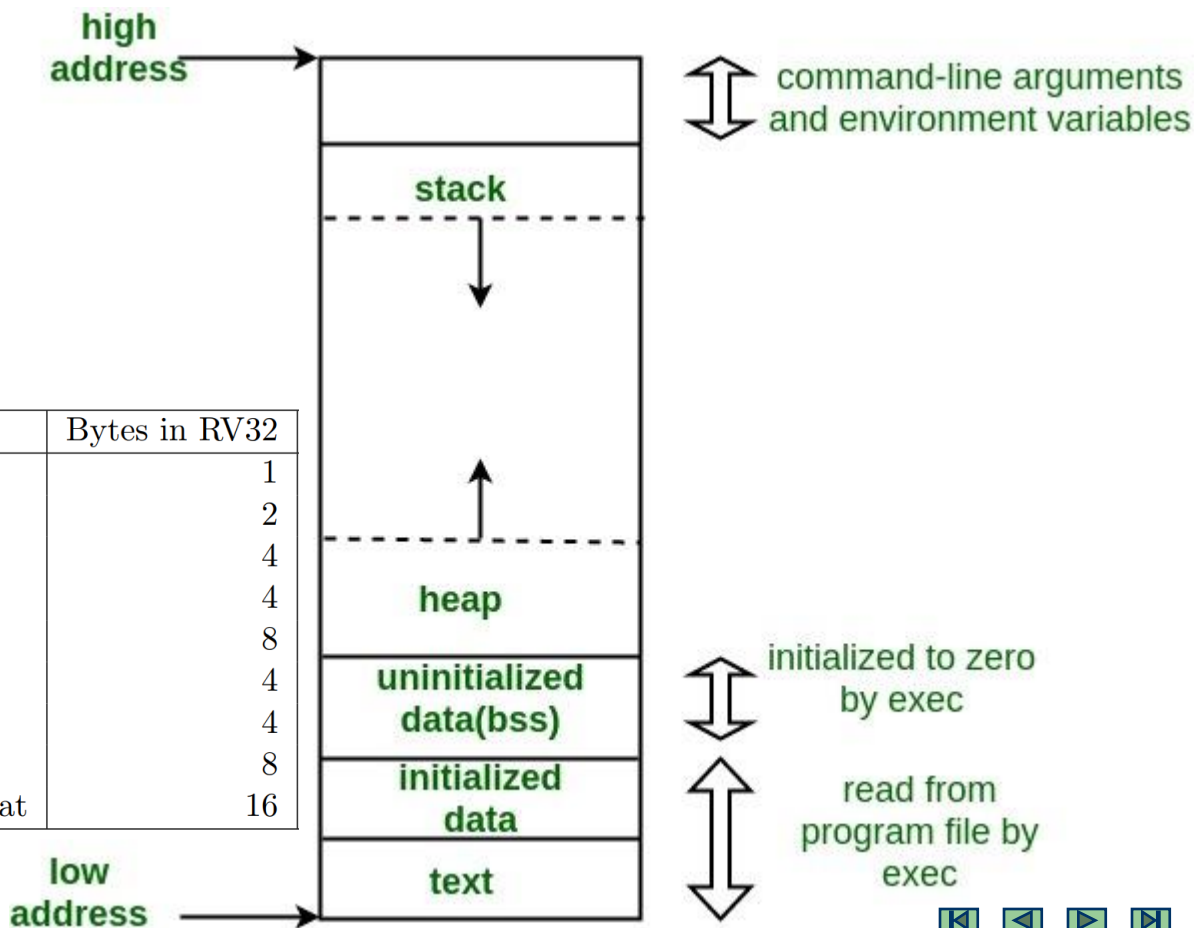 high
address
command-line arguments
and environment variables
stack
Bytes in RV32
1
2
4
4
8
4
4
8
at 16
heap
uninitialized
data(bss)
initialized to zero
by exec
initialized
data
read from
program file by
exec
text
low
address